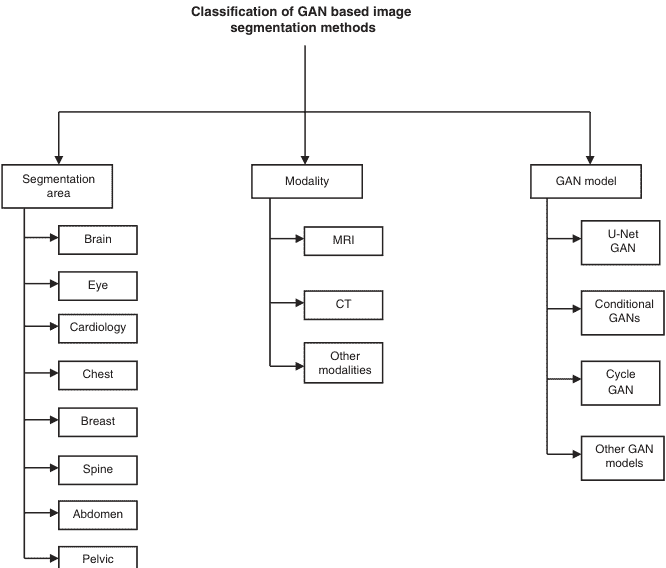 Classification of GAN based image
segmentation methods
Segmentation
area
Brain
Eye
Cardiology
Chest
Breast
Spine
Abdomen
Pelvic
Modality
MRI
CT
Other
modalities
GAN model
U-Net
GAN
Conditional
GANs
Cycle
GAN
Other GAN
models